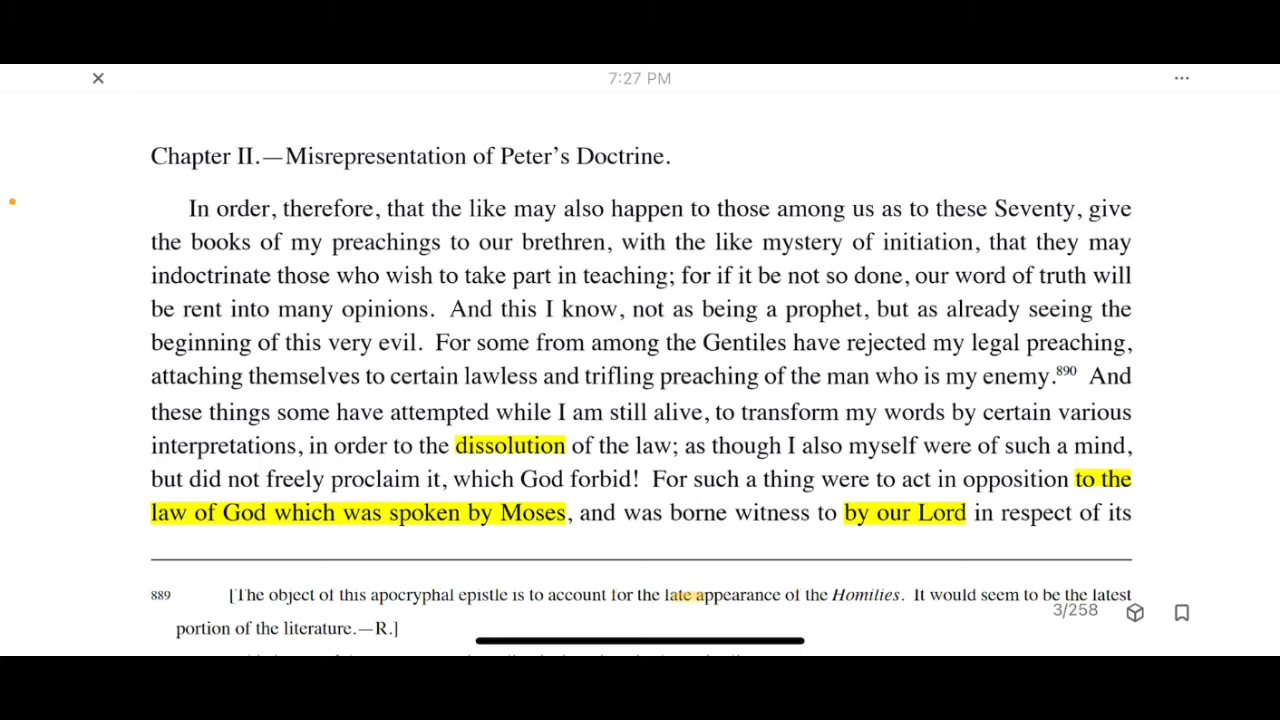 7:27 PM
Chapter II.—Misrepresentation of Peter’s Doctrine.
In order, therefore, that the like may also happen to those among us as to these Seventy, give
the books of my preachings to our brethren, with the like mystery of initiation, that they may
indoctrinate those who wish to take part in teaching; for if it be not so done, our word of truth will
be rent into many opinions. And this I know, not as being a prophet, but as already seeing the
beginning of this very evil. For some from among the Gentiles have rejected my legal preaching,
attaching themselves to certain lawless and trifling preaching of the man who is my enemy.890 And
these things some have attempted while I am still alive, to transform my words by certain various
interpretations, in order to the dissolution of the law; as though I also myself were of such a mind,
but did not freely proclaim it, which God forbid! For such a thing were to act in opposition to the
law of God which was spoken by Moses, and was borne witness to by our Lord in respect of its
889 [The object of this apocryphal epistle is to account for the late appearance of the Homilies. It would seem to be the latest
portion of the literature.—R.]
3/258